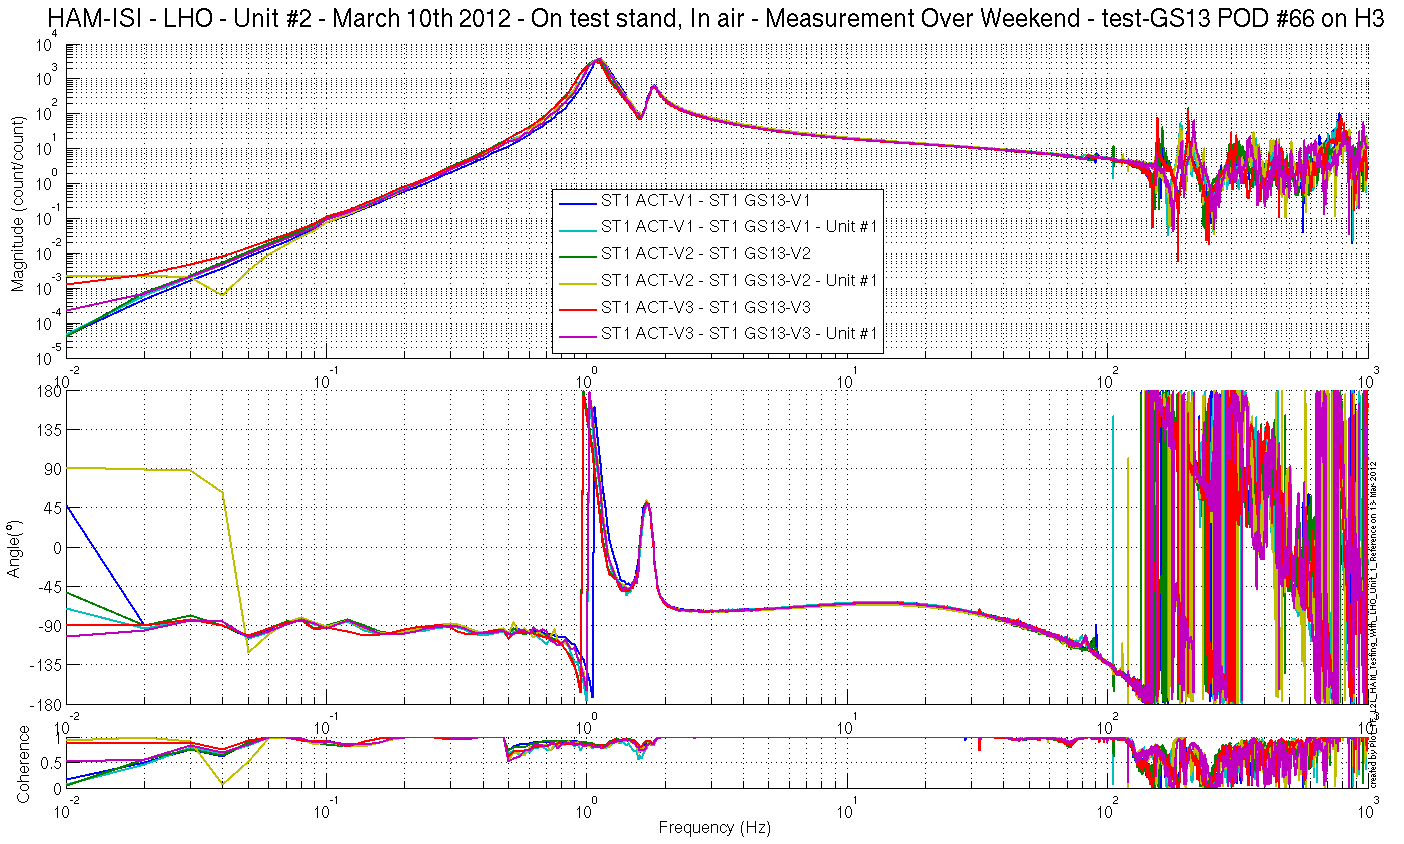 HAM-ISI - LHO - Unit #2 - March 10th 2012 - On test stand, In air - Measurement Over Weekend - test-GS13 POD #66 on H3
Magnitude (count/count)
10^4
10^3
10^2
10^1
10^0
10^-1
10^-2
10^-3
10^-4
10^-5
ST1 ACT-V1 - ST1 GS13-V1
ST1 ACT-V1 - ST1 GS13-V1 - Unit #1
ST1 ACT-V2 - ST1 GS13-V2
ST1 ACT-V2 - ST1 GS13-V2 - Unit #1
ST1 ACT-V3 - ST1 GS13-V3
ST1 ACT-V3 - ST1 GS13-V3 - Unit #1
10^-2 10^-1 10^0 10^1 10^2 10^3
Angle(°)
180
135
90
45
0
-45
-90
-135
-180
10^-2 10^-1 10^0 10^1 10^2 10^3
Coherence
1
0.5
0
10^-2 10^-1 10^0 10^1 10^2 10^3
Frequency (Hz)